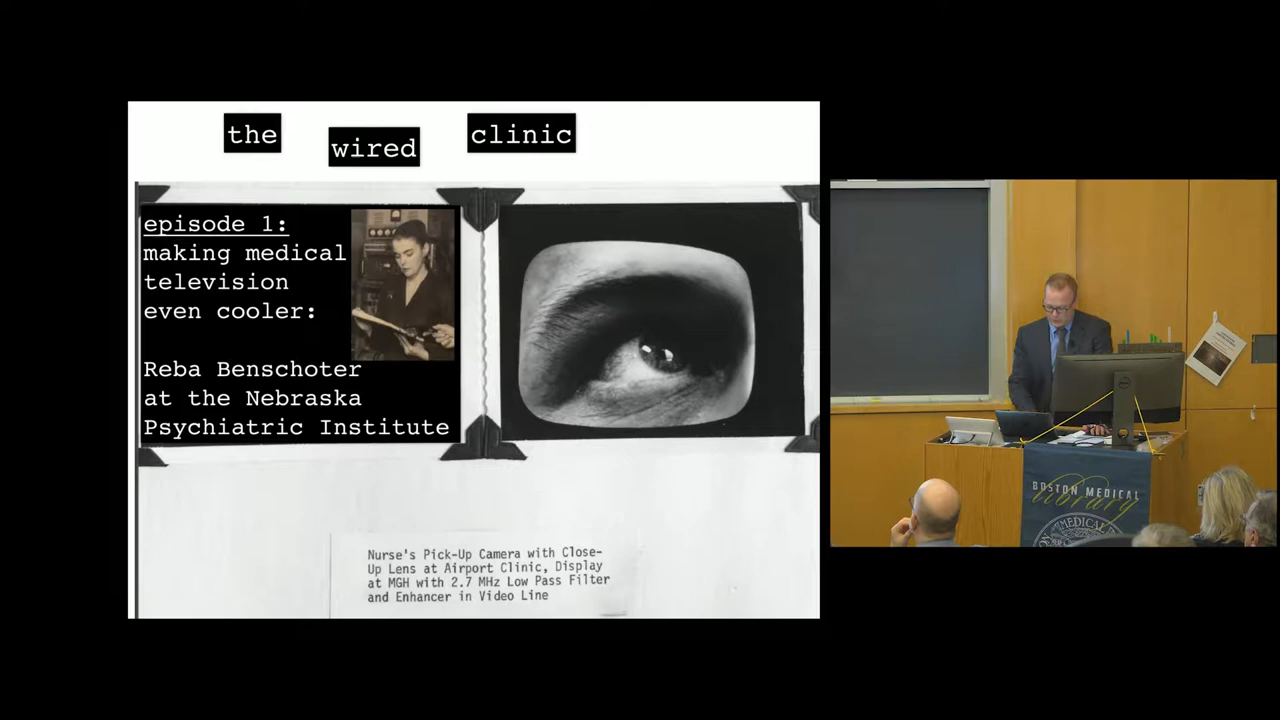 the wired clinic
episode 1:
making medical
television
even cooler:
Reba Benschoter
at the Nebraska
Psychiatric Institute
Nurse's Pick-Up Camera with Close-
Up Lens at Airport Clinic, Display
at MGH with 2.7 MHz Low Pass Filter
and Enhancer in Video Line
BOSTON MEDICAL
library